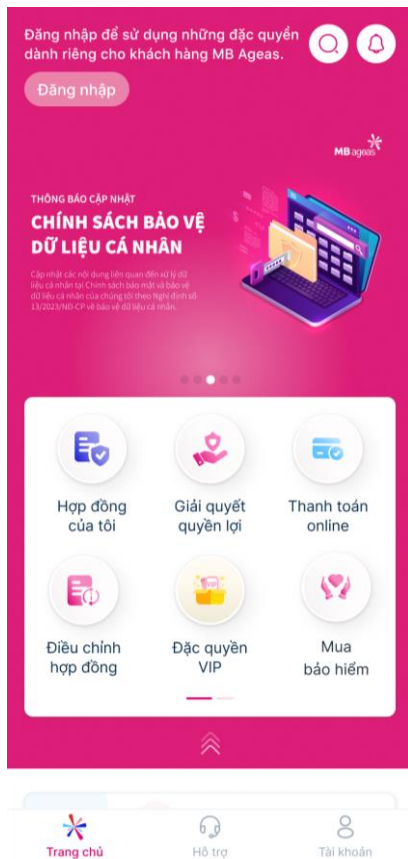 Đăng nhập để sử dụng những đặc quyền
dành riêng cho khách hàng MB Ageas.
Đăng nhập
MB ageas
THÔNG BÁO CẬP NHẬT
CHÍNH SÁCH BẢO VỆ
DỮ LIỆU CÁ NHÂN
Cập nhật các nội dung liên quan đến xử lý dữ
liệu cá nhân tại Chính sách bảo mật và bảo vệ
dữ liệu cá nhân của chúng tôi theo Nghị định số
13/2023/NĐ-CP về bảo vệ dữ liệu cá nhân.
Hợp đồng
của tôi
Giải quyết
quyền lợi
Thanh toán
online
Điều chỉnh
hợp đồng
Đặc quyền
VIP
Mua
bảo hiểm
Trang chủ
Hỗ trợ
Tài khoản